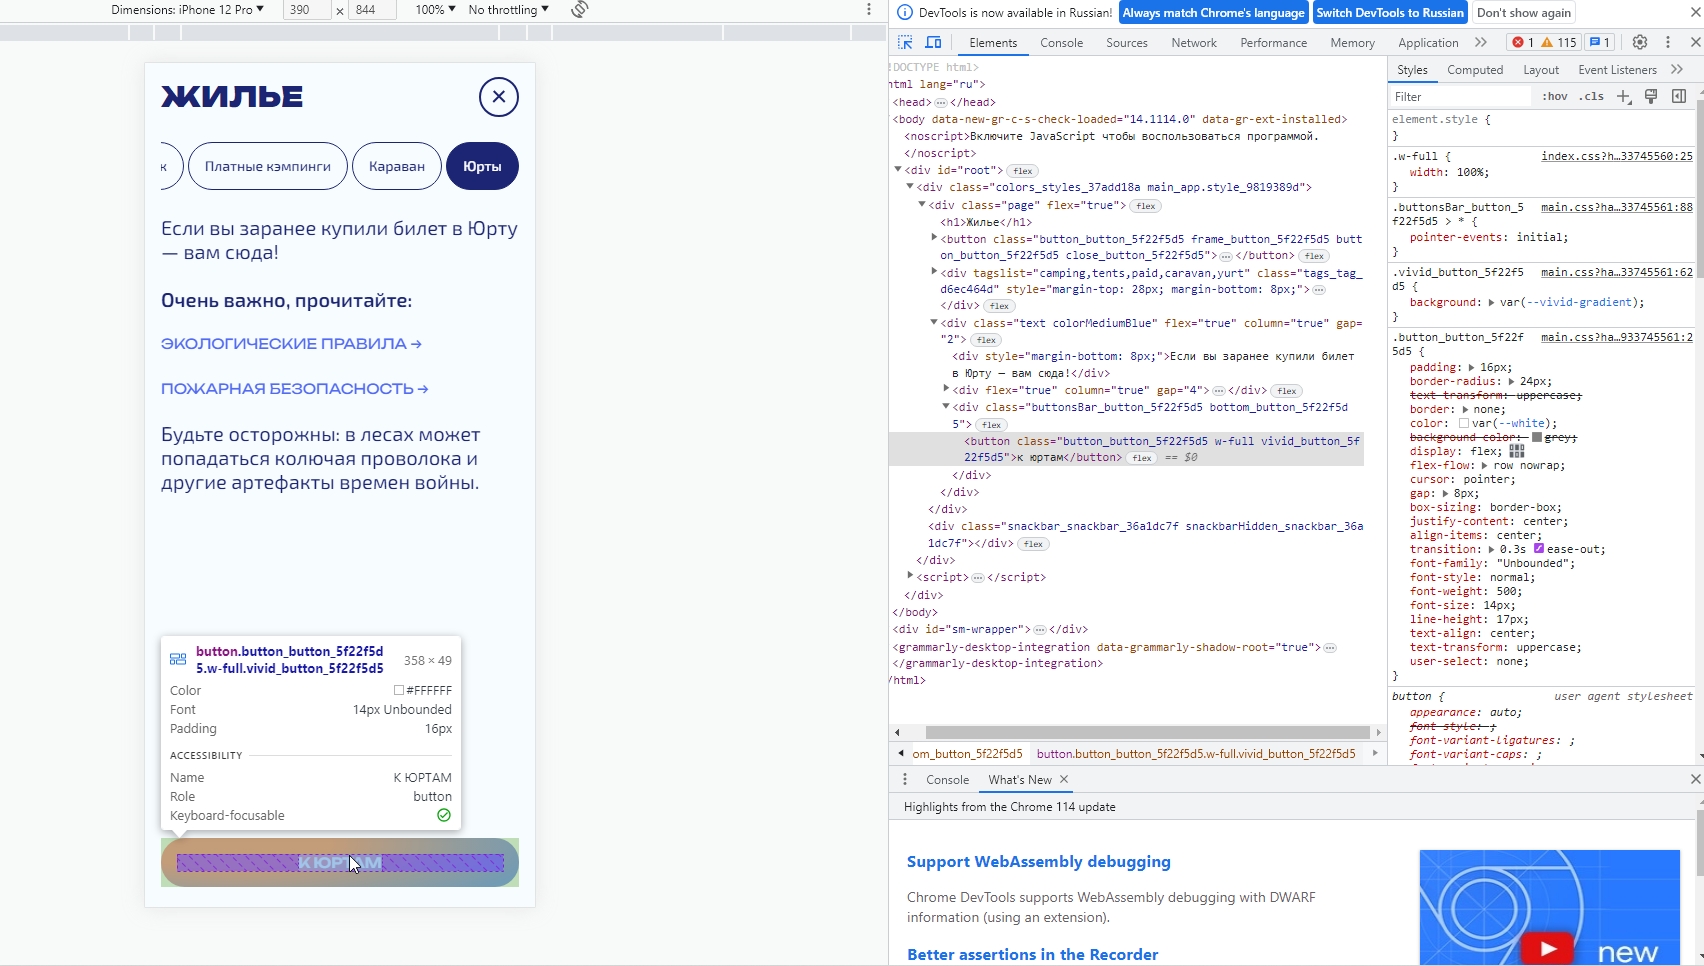 Dimensions: iPhone 12 Pro ▼ 390 × 844 100% ▼ No throttling ▼
ЖИЛЬЕ
к Платные кэмпинги Караван Юрты
Если вы заранее купили билет в Юрту
— вам сюда!
Очень важно, прочитайте:
ЭКОЛОГИЧЕСКИЕ ПРАВИЛА →
ПОЖАРНАЯ БЕЗОПАСНОСТЬ →
Будьте осторожны: в лесах может
попадаться колючая проволока и
другие артефакты времен войны.
button.button_button_5f22f5d
5.w-full.vivid_button_5f22f5d5 358 × 49
Color #FFFFFF
Font 14px Unbounded
Padding 16px
ACCESSIBILITY
Name К ЮРТАМ
Role button
Keyboard-focusable
К ЮРТАМ
DevTools is now available in Russian! Always match Chrome's language Switch DevTools to Russian Don't show again
Elements Console Sources Network Performance Memory Application 1 115 1
!DOCTYPE html>
html lang="ru">
<head>…</head>
<body data-new-gr-c-s-check-loaded="14.1114.0" data-gr-ext-installed>
<noscript>Включите JavaScript чтобы воспользоваться программой.
</noscript>
<div id="root"> flex
<div class="colors_styles_37add18a main_app.style_9819389d">
<div class="page" flex="true"> flex
<h1>Жилье</h1>
<button class="button_button_5f22f5d5 frame_button_5f22f5d5 butt
on_button_5f22f5d5 close_button_5f22f5d5">…</button> flex
<div tagslist="camping,tents,paid,caravan,yurt" class="tags_tag_
d6ec464d" style="margin-top: 28px; margin-bottom: 8px;">…
</div> flex
<div class="text colorMediumBlue" flex="true" column="true" gap=
"2"> flex
<div style="margin-bottom: 8px;">Если вы заранее купили билет
в Юрту — вам сюда!</div>
<div flex="true" column="true" gap="4">…</div> flex
<div class="buttonsBar_button_5f22f5d5 bottom_button_5f22f5d
5"> flex
<button class="button_button_5f22f5d5 w-full vivid_button_5f
22f5d5">к юртам</button> flex == $0
</div>
</div>
</div>
<div class="snackbar_snackbar_36a1dc7f snackbarHidden_snackbar_36a
1dc7f"></div> flex
</div>
<script>…</script>
</div>
</body>
<div id="sm-wrapper">…</div>
<grammarly-desktop-integration data-grammarly-shadow-root="true">…
</grammarly-desktop-integration>
/html>
om_button_5f22f5d5 button.button_button_5f22f5d5.w-full.vivid_button_5f22f5d5
Styles Computed Layout Event Listeners
Filter :hov .cls
element.style {
}
.w-full { index.css?h…33745560:25
width: 100%;
}
.buttonsBar_button_5 main.css?ha…33745561:88
f22f5d5 > * {
pointer-events: initial;
}
.vivid_button_5f22f5 main.css?ha…33745561:62
d5 {
background: var(--vivid-gradient);
}
.button_button_5f22f main.css?ha…933745561:2
5d5 {
padding: 16px;
border-radius: 24px;
text-transform: uppercase;
border: none;
color: var(--white);
background-color: grey;
display: flex;
flex-flow: row nowrap;
cursor: pointer;
gap: 8px;
box-sizing: border-box;
justify-content: center;
align-items: center;
transition: 0.3s ease-out;
font-family: "Unbounded";
font-style: normal;
font-weight: 500;
font-size: 14px;
line-height: 17px;
text-align: center;
text-transform: uppercase;
user-select: none;
}
button { user agent stylesheet
appearance: auto;
font-style: ;
font-variant-ligatures: ;
font-variant-caps: ;
Console What's New
Highlights from the Chrome 114 update
Support WebAssembly debugging
Chrome DevTools supports WebAssembly debugging with DWARF
information (using an extension).
Better assertions in the Recorder
new